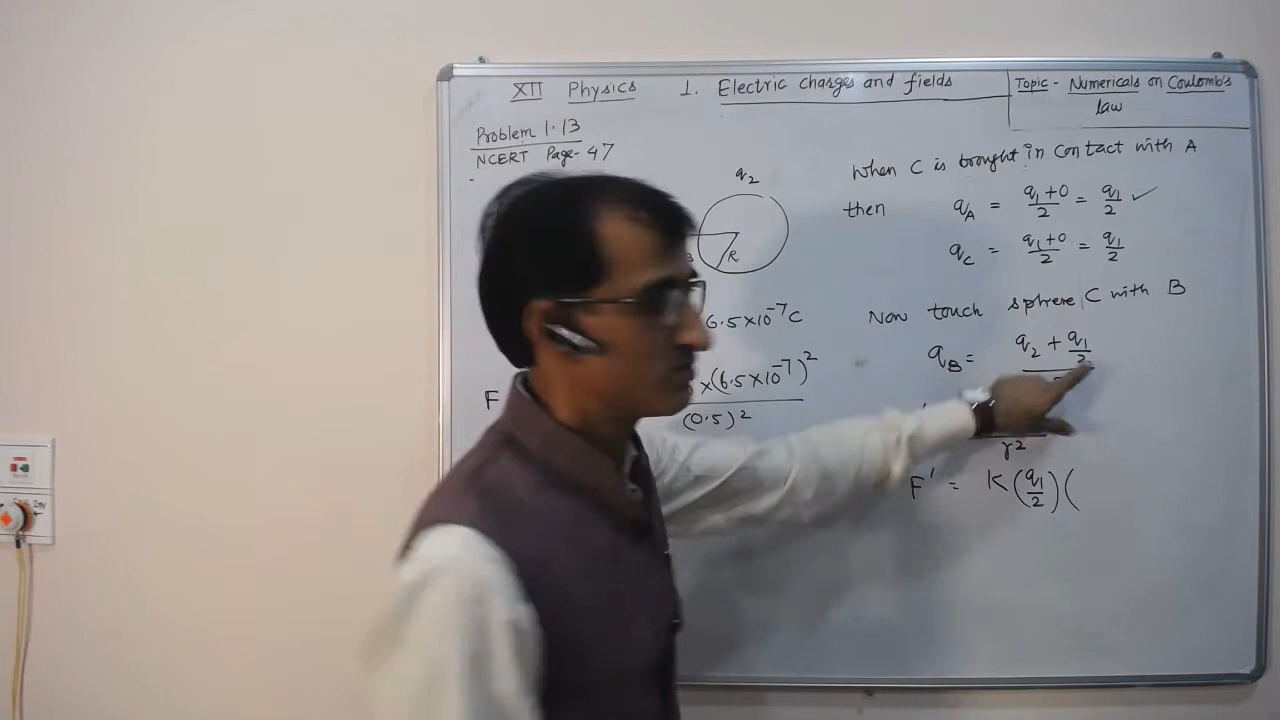 XII Physics 1. Electric charges and fields
Topic - Numericals on Coulomb's
law
Problem 1.13
NCERT Page- 47
q2
R
6.5×10^-7 C
F
×(6.5×10^-7)^2
(0.5)^2
When C is brought in contact with A
then qA = (q1+0)/2 = q1/2 ✓
qC = (q1+0)/2 = q1/2
Now touch sphere C with B
qB = q2 + q1/2
r^2
F' = K(q1/2)(